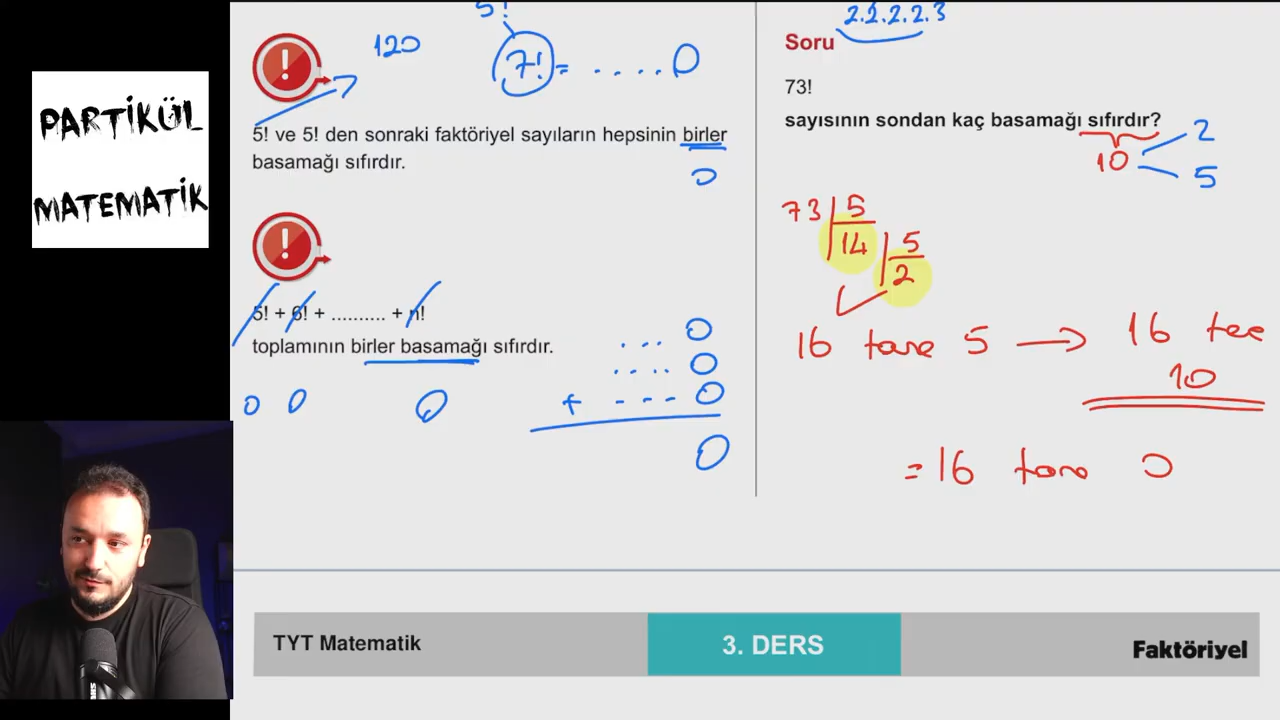 PARTİKÜL
MATEMATİK
120
5!
7! = . . . . . 0
5! ve 5! den sonraki faktöriyel sayıların hepsinin birler
basamağı sıfırdır.
0
5! + 6! + .......... + n!
toplamının birler basamağı sıfırdır.
0 0 0
. . . 0
. . . . 0
+ - - - 0
0
2.2.2.2.3
Soru
73!
sayısının sondan kaç basamağı sıfırdır?
10
2
5
73 5
14 5
2
16 tane 5 → 16 tane
10
= 16 tane 0
TYT Matematik
3. DERS
Faktöriyel